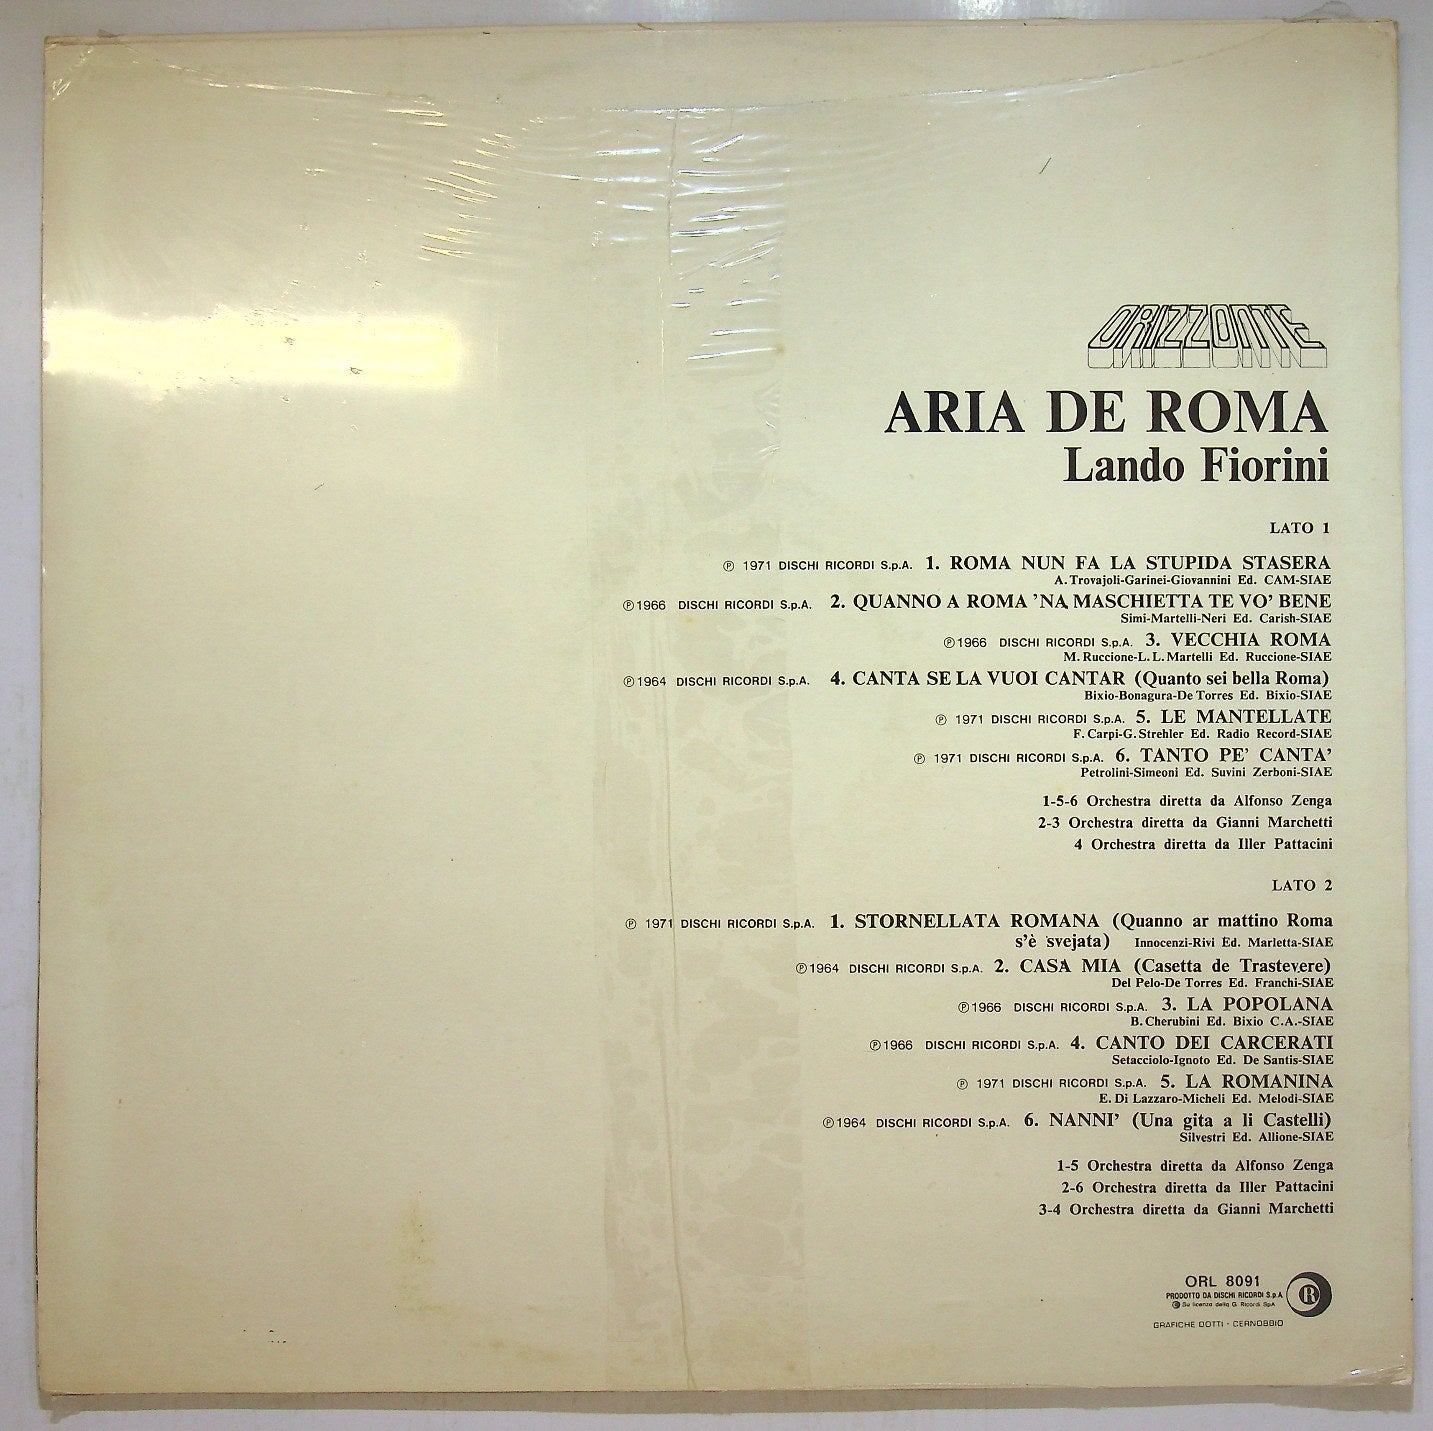 ORIZZONTE
ARIA DE ROMA
Lando Fiorini
LATO 1
℗ 1971 DISCHI RICORDI S.p.A. 1. ROMA NUN FA LA STUPIDA STASERA
A. Trovajoli-Garinei-Giovannini Ed. CAM-SIAE
℗1966 DISCHI RICORDI S.p.A. 2. QUANNO A ROMA 'NA MASCHIETTA TE VO' BENE
Simi-Martelli-Neri Ed. Carish-SIAE
℗1966 DISCHI RICORDI S.p.A. 3. VECCHIA ROMA
M. Ruccione-L. L. Martelli Ed. Ruccione-SIAE
℗1964 DISCHI RICORDI S.p.A. 4. CANTA SE LA VUOI CANTAR (Quanto sei bella Roma)
Bixio-Bonagura-De Torres Ed. Bixio-SIAE
℗ 1971 DISCHI RICORDI S.p.A. 5. LE MANTELLATE
F. Carpi-G. Strehler Ed. Radio Record-SIAE
℗ 1971 DISCHI RICORDI S.p.A. 6. TANTO PE' CANTA'
Petrolini-Simeoni Ed. Suvini Zerboni-SIAE
1-5-6 Orchestra diretta da Alfonso Zenga
2-3 Orchestra diretta da Gianni Marchetti
4 Orchestra diretta da Iller Pattacini
LATO 2
℗ 1971 DISCHI RICORDI S.p.A. 1. STORNELLATA ROMANA (Quanno ar mattino Roma
s'è svejata) Innocenzi-Rivi Ed. Marletta-SIAE
℗1964 DISCHI RICORDI S.p.A. 2. CASA MIA (Casetta de Trastevere)
Del Pelo-De Torres Ed. Franchi-SIAE
℗1966 DISCHI RICORDI S.p.A. 3. LA POPOLANA
B. Cherubini Ed. Bixio C.A.-SIAE
℗1966 DISCHI RICORDI S.p.A. 4. CANTO DEI CARCERATI
Setacciolo-Ignoto Ed. De Santis-SIAE
℗ 1971 DISCHI RICORDI S.p.A. 5. LA ROMANINA
E. Di Lazzaro-Micheli Ed. Melodi-SIAE
℗1964 DISCHI RICORDI S.p.A. 6. NANNI' (Una gita a li Castelli)
Silvestri Ed. Allione-SIAE
1-5 Orchestra diretta da Alfonso Zenga
2-6 Orchestra diretta da Iller Pattacini
3-4 Orchestra diretta da Gianni Marchetti
ORL 8091
PRODOTTO DA DISCHI RICORDI S.p.A.
Su licenza della G. Ricordi SpA
R
GRAFICHE DOTTI - CERNOBBIO